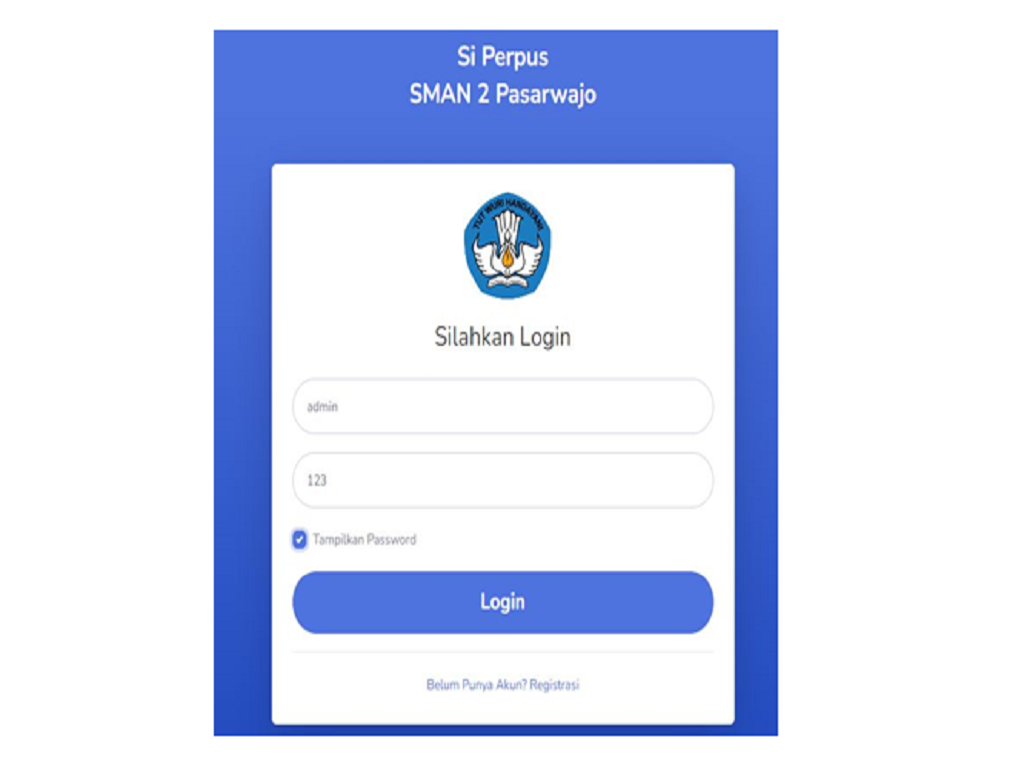 Si Perpus
SMAN 2 Pasarwajo
TUT WURI HANDAYANI
Silahkan Login
admin
123
Tampilkan Password
Login
Belum Punya Akun? Registrasi